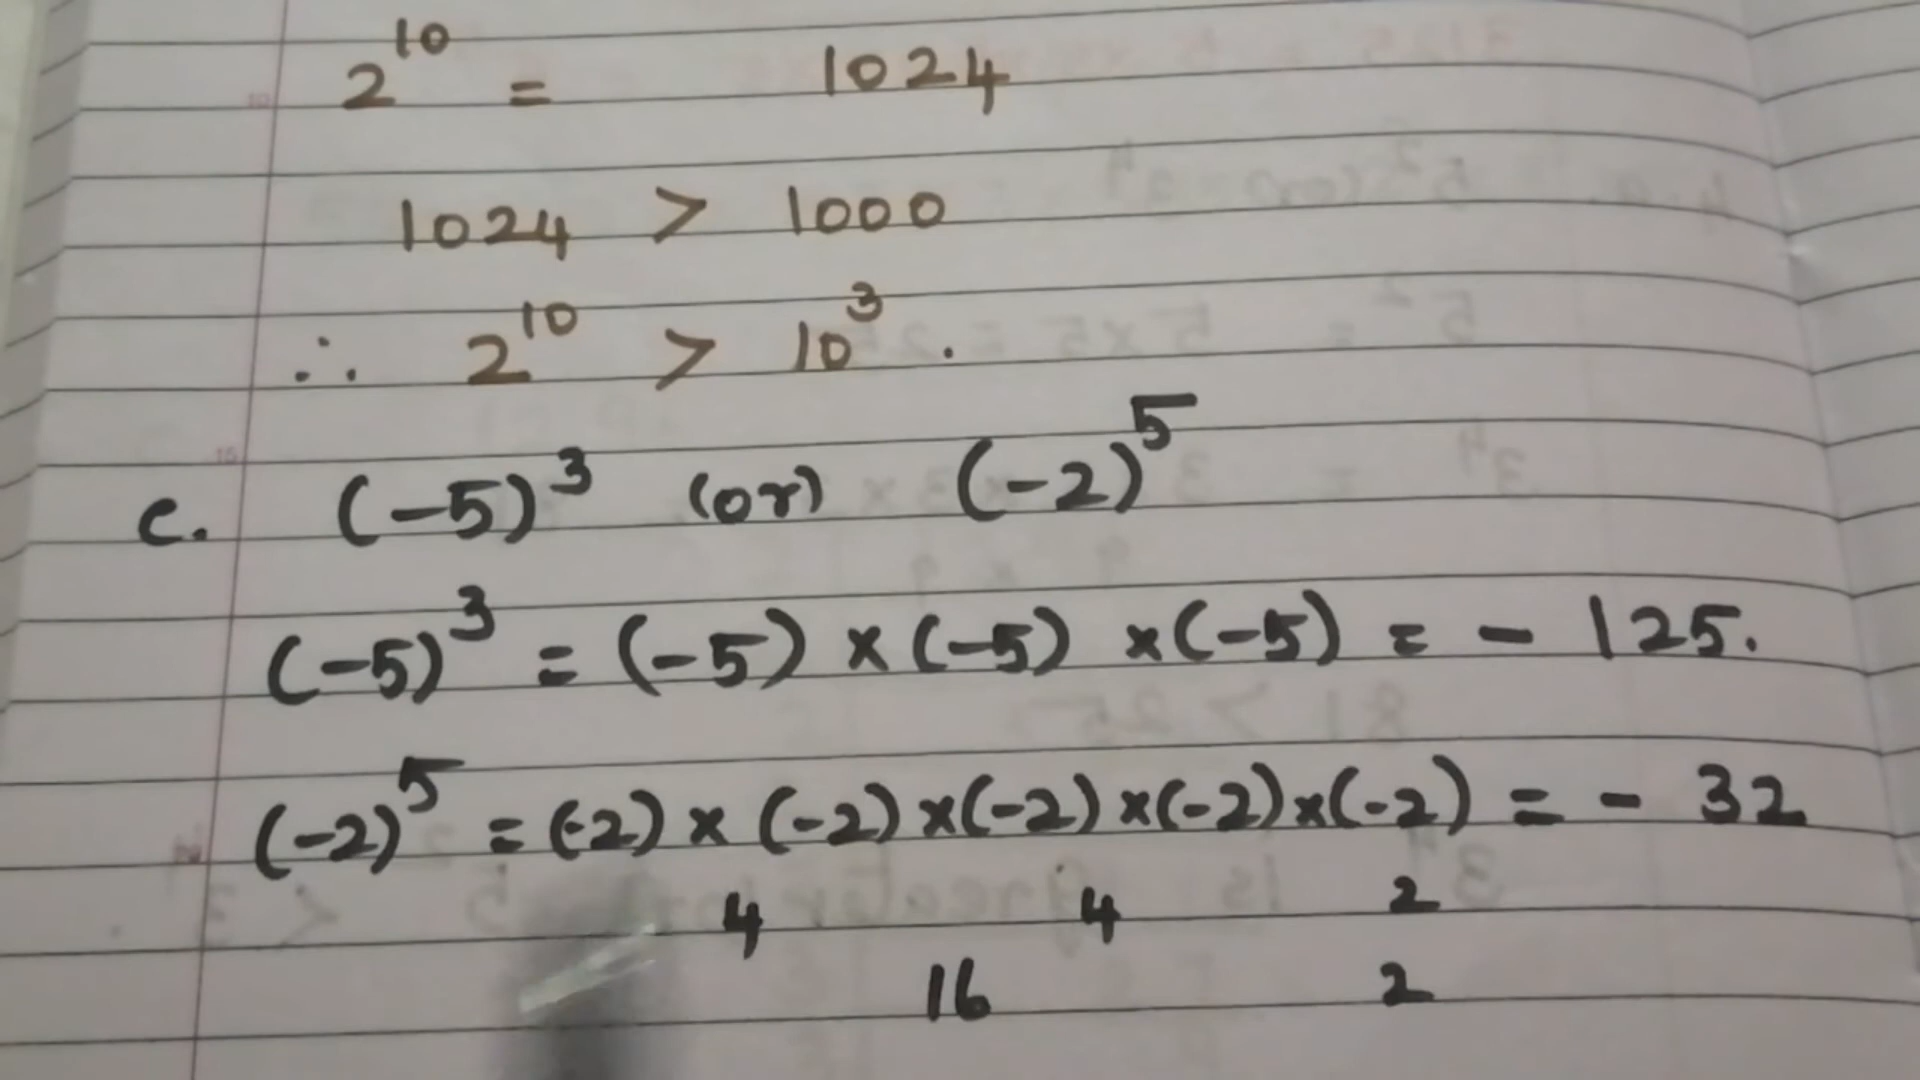 2^10 = 1024
1024 > 1000
∴ 2^10 > 10^3 .
c. (-5)^3 (or) (-2)^5
(-5)^3 = (-5) × (-5) × (-5) = - 125.
(-2)^5 = (-2) × (-2) × (-2) × (-2) × (-2) = - 32
4 4 2
16 2